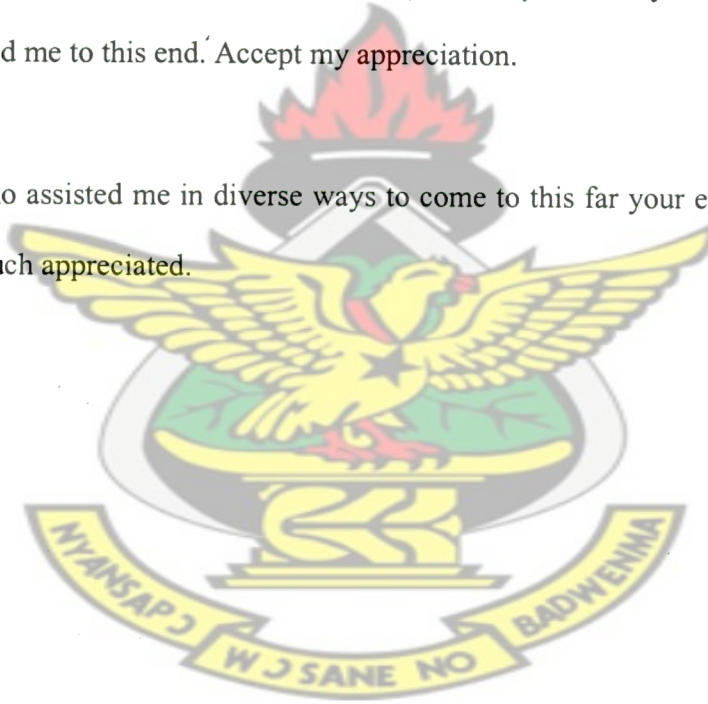 d me to this end. Accept my appreciation.
o assisted me in diverse ways to come to this far your e
ch appreciated.
NYANSAPƆ
WƆSANE NO
BADWENMA